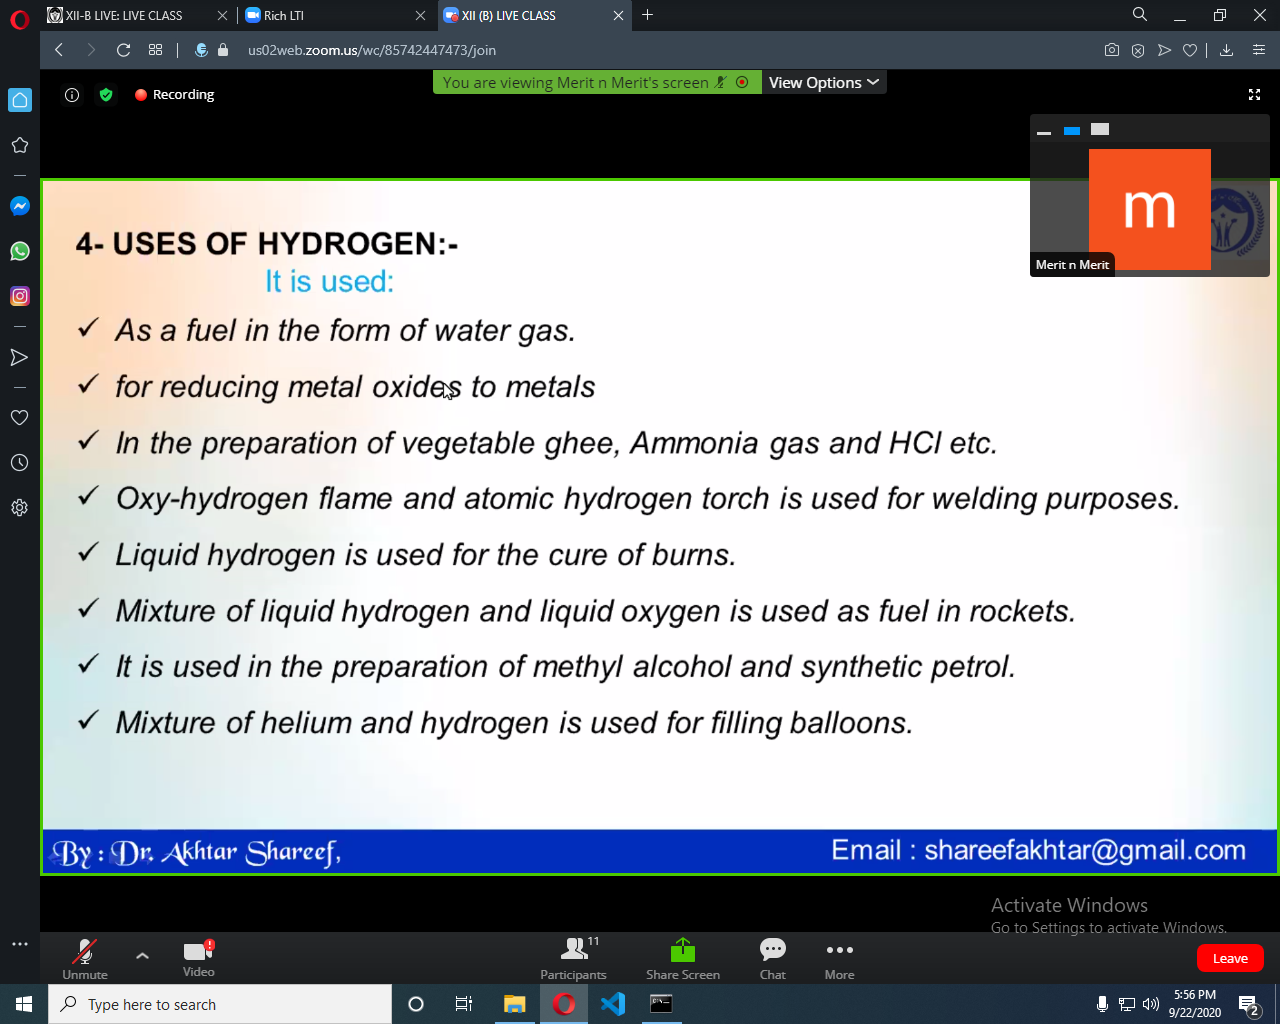 XII-B LIVE: LIVE CLASS
Rich LTI
XII (B) LIVE CLASS
us02web.zoom.us/wc/85742447473/join
You are viewing Merit n Merit's screen
View Options
Recording
m
Merit n Merit
4- USES OF HYDROGEN:-
It is used:
✓ As a fuel in the form of water gas.
✓ for reducing metal oxides to metals
✓ In the preparation of vegetable ghee, Ammonia gas and HCl etc.
✓ Oxy-hydrogen flame and atomic hydrogen torch is used for welding purposes.
✓ Liquid hydrogen is used for the cure of burns.
✓ Mixture of liquid hydrogen and liquid oxygen is used as fuel in rockets.
✓ It is used in the preparation of methyl alcohol and synthetic petrol.
✓ Mixture of helium and hydrogen is used for filling balloons.
By : Dr. Akhtar Shareef,
Email : shareefakhtar@gmail.com
Activate Windows
Go to Settings to activate Windows.
Unmute
Video
Participants
11
Share Screen
Chat
More
Leave
Type here to search
5:56 PM
9/22/2020
2